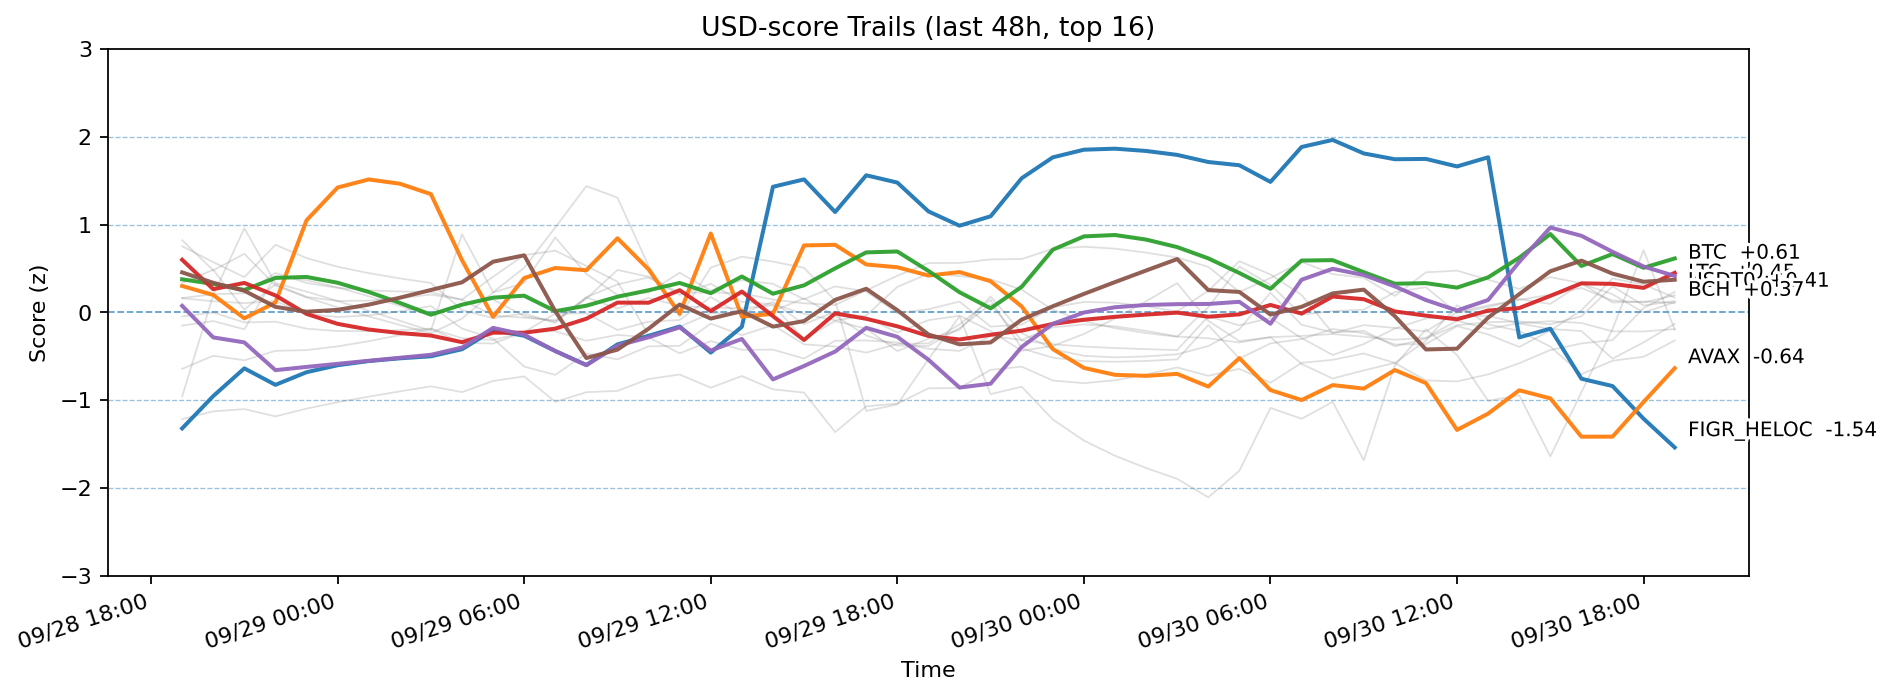 USD-score Trails (last 48h, top 16)
Score (z)
3
2
1
0
−1
−2
−3
BTC +0.61
BCH +0.37
AVAX -0.64
FIGR_HELOC -1.54
09/28 18:00
09/29 00:00
09/29 06:00
09/29 12:00
09/29 18:00
09/30 00:00
09/30 06:00
09/30 12:00
09/30 18:00
Time